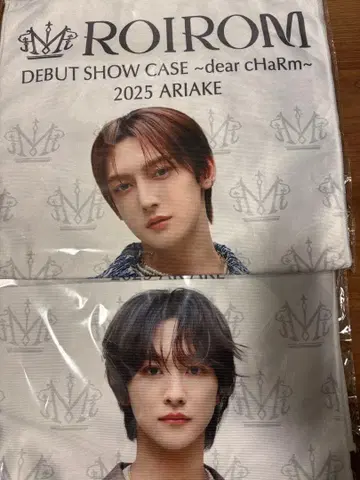 ROIROM
DEBUT SHOW CASE ~dear cHaRm~
2025 ARIAKE